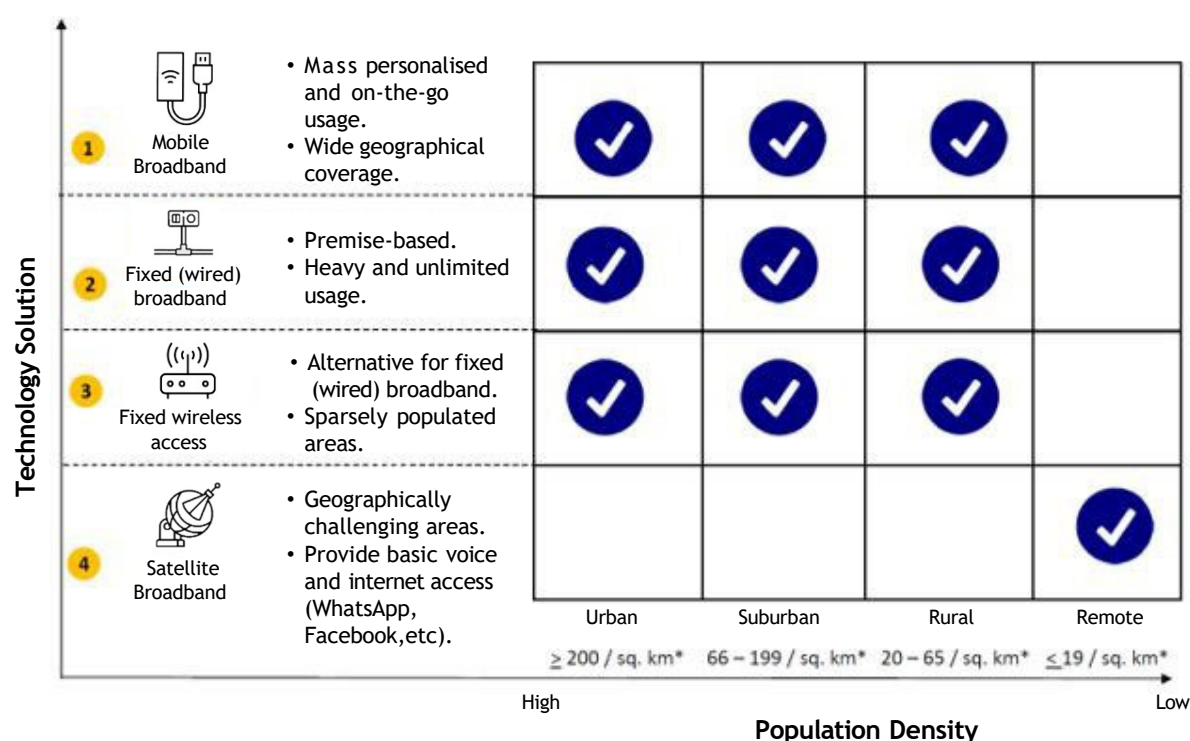 • Mass personalised
and on-the-go
usage.
• Wide geographical
coverage.
1
Mobile
Broadband
• Premise-based.
• Heavy and unlimited
usage.
2
Fixed (wired)
broadband
• Alternative for fixed
(wired) broadband.
• Sparsely populated
areas.
3
Fixed wireless
access
• Geographically
challenging areas.
• Provide basic voice
and internet access
(WhatsApp,
Facebook,etc).
4
Satellite
Broadband
Technology Solution
Urban Suburban Rural Remote
≥ 200 / sq. km* 66 – 199 / sq. km* 20 – 65 / sq. km* ≤19 / sq. km*
High Low
Population Density